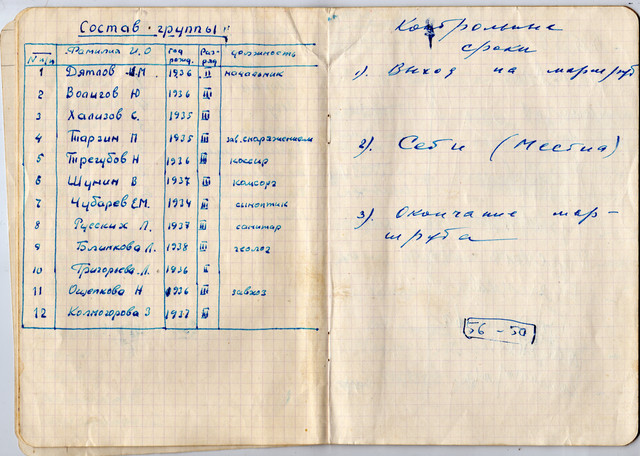 Состав группы
№ п/п Фамилия И.О Год рожд. Раз-ряд должность
1 Дятлов И.М. 1936 II начальник
2 Волигов Ю 1936 III
3 Хализов С. 1935 III
4 Тарзин П 1935 III зав.снаряжением
5 Трегубов Н 1936 III кассир
6 Шунин В 1937 III комсорг
7 Чубарев Е.М. 1934 III синоптик
8 Русских Л. 1937 III санитар
9 Блинкова Л. 1938 III геолог
10 Григорьева Л. 1936 II
11 Ощепкова Н 1936 III завхоз
12 Колмогорова З 1937 III
Контрольные
сроки
1). Выход на маршрут
2). Сеть и (Местиа)
3). Окончание мар-
шрута
56-50